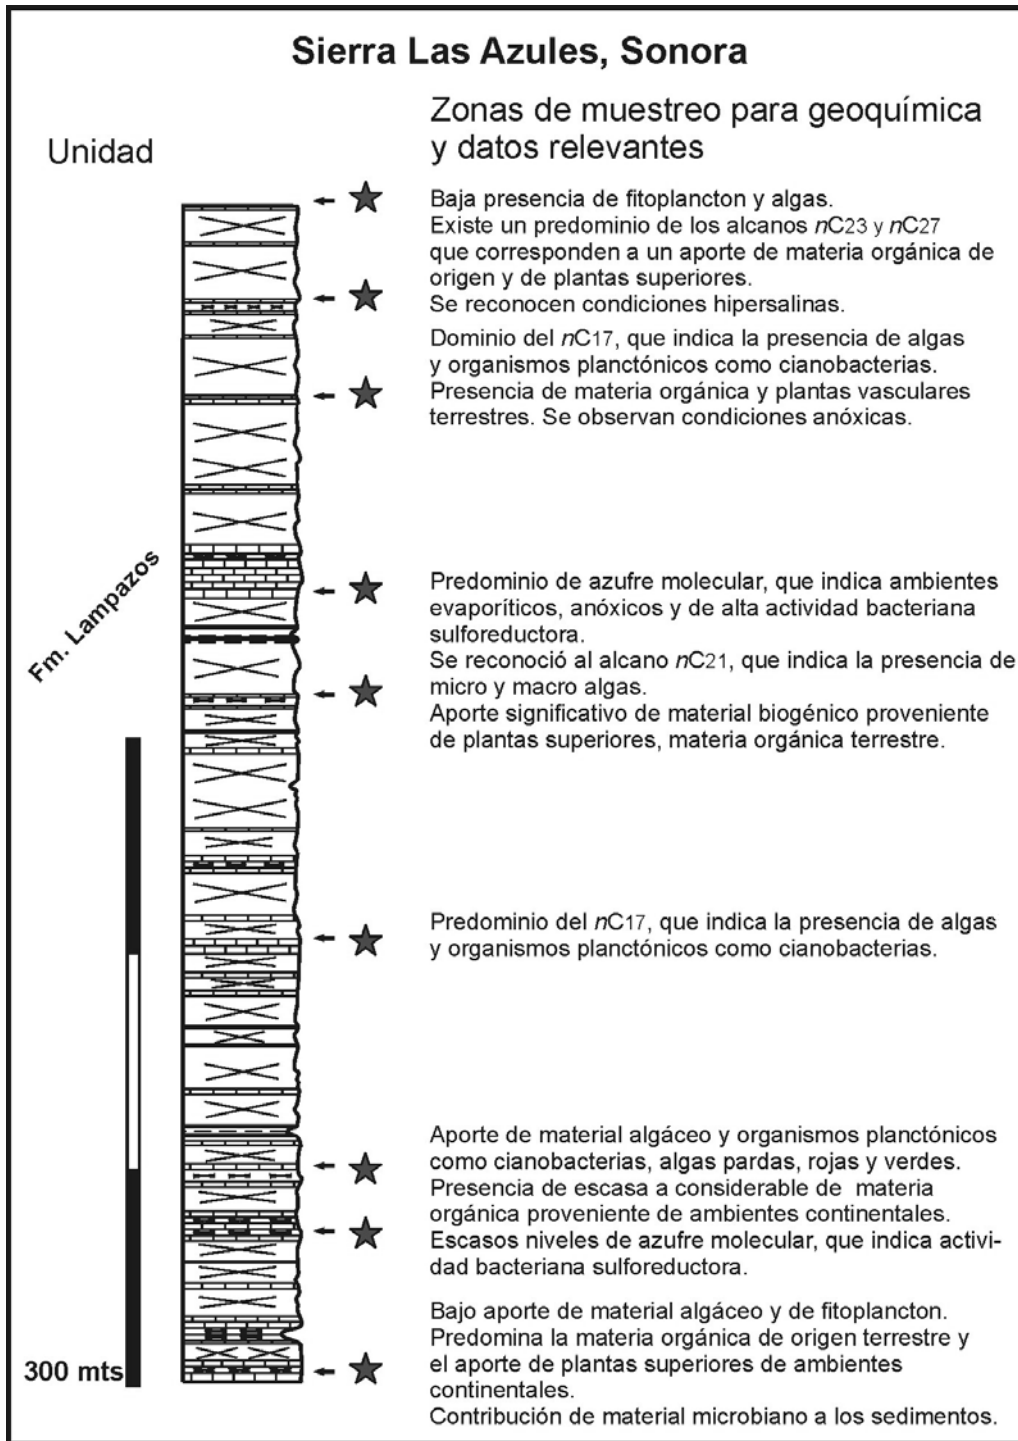 Sierra Las Azules, Sonora
Unidad
Zonas de muestreo para geoquímica
y datos relevantes
Baja presencia de fitoplancton y algas.
Existe un predominio de los alcanos nC23 y nC27
que corresponden a un aporte de materia orgánica de
origen y de plantas superiores.
Se reconocen condiciones hipersalinas.
Dominio del nC17, que indica la presencia de algas
y organismos planctónicos como cianobacterias.
Presencia de materia orgánica y plantas vasculares
terrestres. Se observan condiciones anóxicas.
Fm. Lampazos
Predominio de azufre molecular, que indica ambientes
evaporíticos, anóxicos y de alta actividad bacteriana
sulforeductora.
Se reconoció al alcano nC21, que indica la presencia de
micro y macro algas.
Aporte significativo de material biogénico proveniente
de plantas superiores, materia orgánica terrestre.
Predominio del nC17, que indica la presencia de algas
y organismos planctónicos como cianobacterias.
Aporte de material algáceo y organismos planctónicos
como cianobacterias, algas pardas, rojas y verdes.
Presencia de escasa a considerable de materia
orgánica proveniente de ambientes continentales.
Escasos niveles de azufre molecular, que indica activi-
dad bacteriana sulforeductora.
Bajo aporte de material algáceo y de fitoplancton.
Predomina la materia orgánica de origen terrestre y
el aporte de plantas superiores de ambientes
continentales.
Contribución de material microbiano a los sedimentos.
300 mts